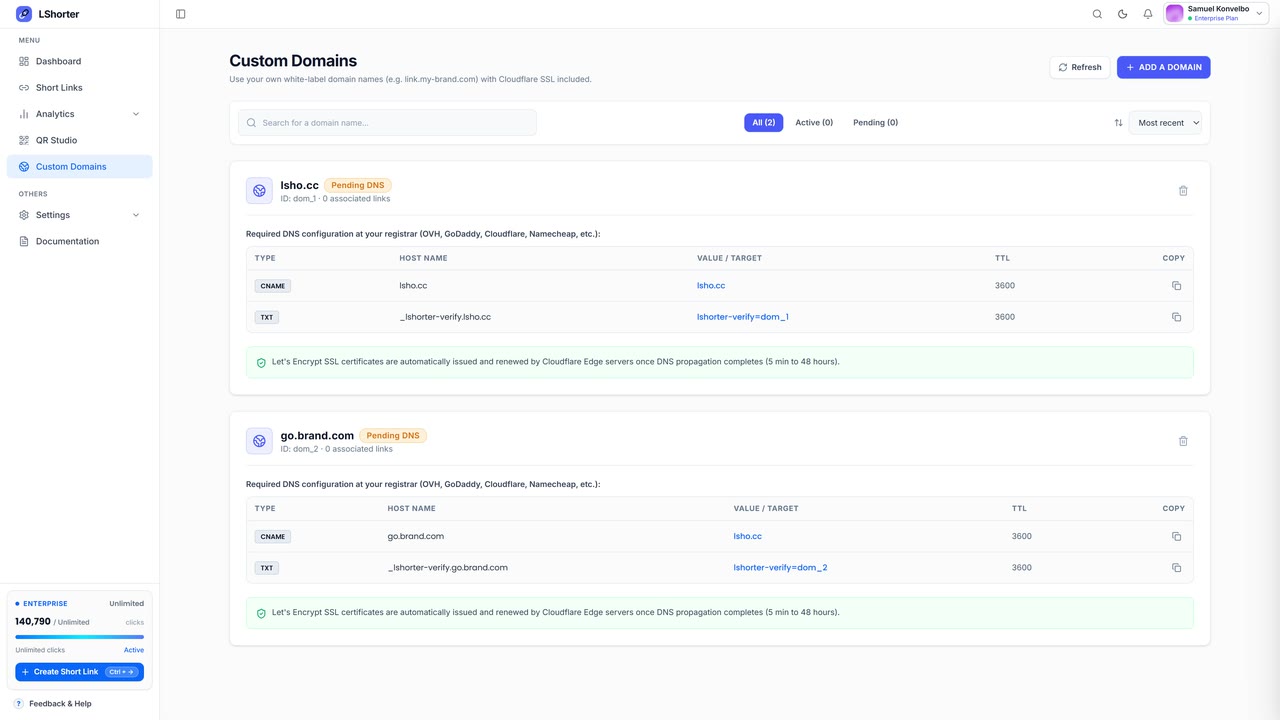 LShorter
Samuel Konvelbo
Enterprise Plan
MENU
Dashboard
Short Links
Analytics
QR Studio
Custom Domains
OTHERS
Settings
Documentation
ENTERPRISE Unlimited
140,790 / Unlimited clicks
Unlimited clicks Active
+ Create Short Link Ctrl + →
? Feedback & Help
Custom Domains
Use your own white-label domain names (e.g. link.my-brand.com) with Cloudflare SSL included.
Refresh
+ ADD A DOMAIN
Search for a domain name...
All (2) Active (0) Pending (0)
Most recent
lsho.cc Pending DNS
ID: dom_1 · 0 associated links
Required DNS configuration at your registrar (OVH, GoDaddy, Cloudflare, Namecheap, etc.):
TYPE HOST NAME VALUE / TARGET TTL COPY
CNAME lsho.cc lsho.cc 3600
TXT _lshorter-verify.lsho.cc lshorter-verify=dom_1 3600
Let's Encrypt SSL certificates are automatically issued and renewed by Cloudflare Edge servers once DNS propagation completes (5 min to 48 hours).
go.brand.com Pending DNS
ID: dom_2 · 0 associated links
Required DNS configuration at your registrar (OVH, GoDaddy, Cloudflare, Namecheap, etc.):
TYPE HOST NAME VALUE / TARGET TTL COPY
CNAME go.brand.com lsho.cc 3600
TXT _lshorter-verify.go.brand.com lshorter-verify=dom_2 3600
Let's Encrypt SSL certificates are automatically issued and renewed by Cloudflare Edge servers once DNS propagation completes (5 min to 48 hours).